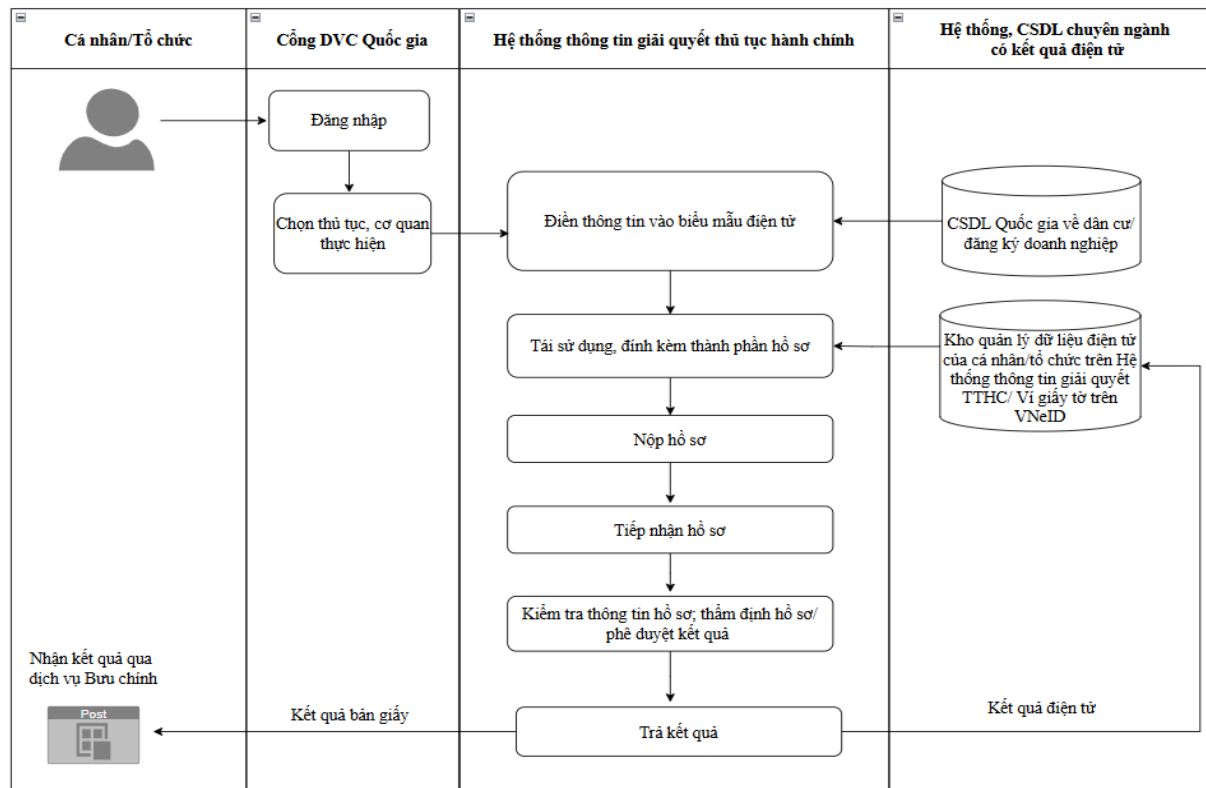 Cá nhân/Tổ chức
Cổng DVC Quốc gia
Hệ thống thông tin giải quyết thủ tục hành chính
Hệ thống, CSDL chuyên ngành
có kết quả điện tử
Đăng nhập
Chọn thủ tục, cơ quan
thực hiện
Điền thông tin vào biểu mẫu điện tử
CSDL Quốc gia về dân cư/
đăng ký doanh nghiệp
Tái sử dụng, đính kèm thành phần hồ sơ
Kho quản lý dữ liệu điện tử
của cá nhân/tổ chức trên Hệ
thống thông tin giải quyết
TTHC/ Ví giấy tờ trên
VNeID
Nộp hồ sơ
Tiếp nhận hồ sơ
Kiểm tra thông tin hồ sơ; thẩm định hồ sơ/
phê duyệt kết quả
Nhận kết quả qua
dịch vụ Bưu chính
Post
Kết quả bản giấy
Trả kết quả
Kết quả điện tử